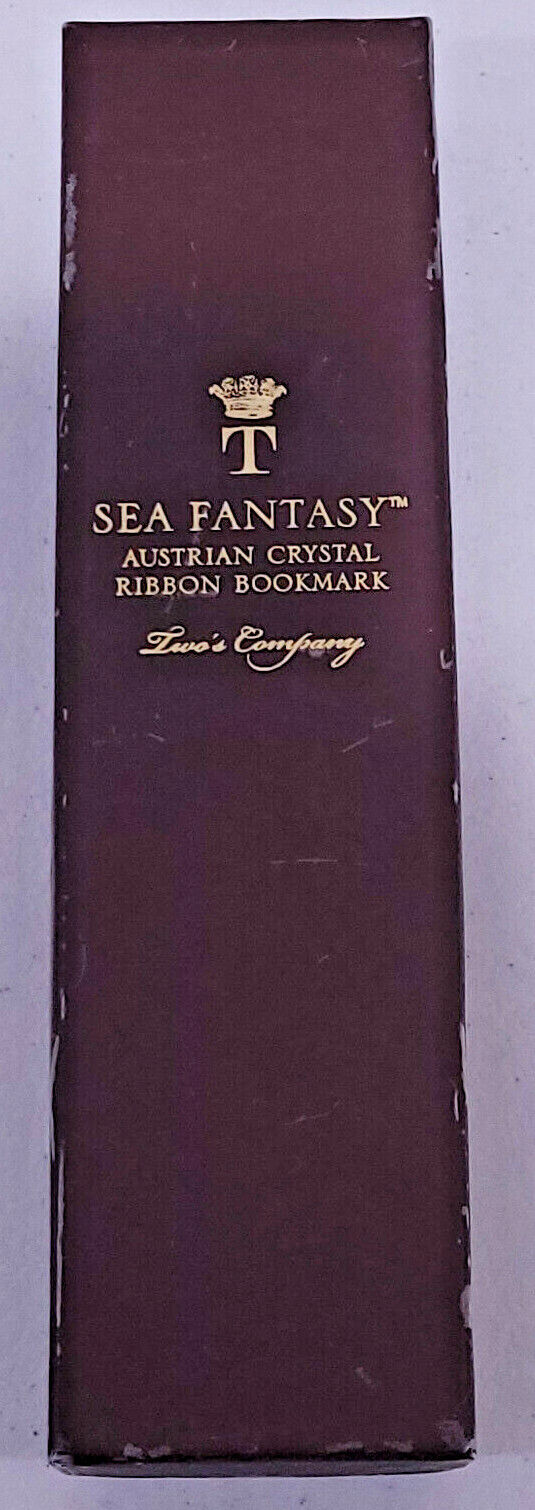 T
SEA FANTASY™
AUSTRIAN CRYSTAL
RIBBON BOOKMARK
Two's Company